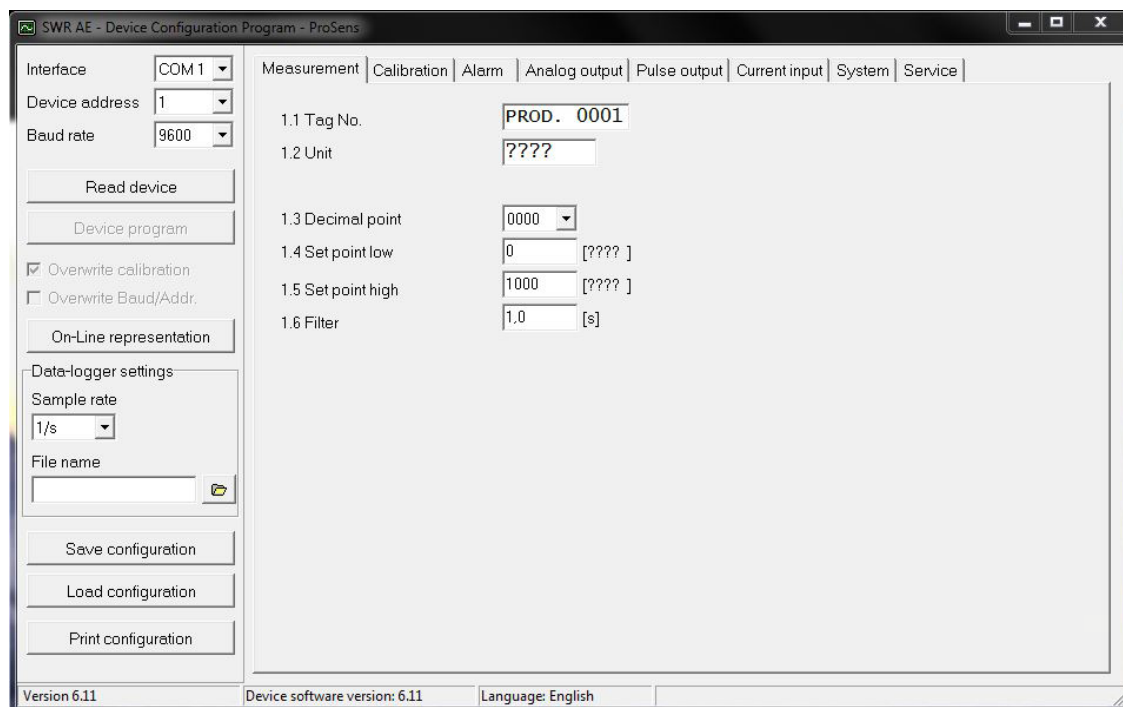 SWR AE - Device Configuration Program - ProSens
Interface COM 1
Device address 1
Baud rate 9600
Read device
Device program
Overwrite calibration
Overwrite Baud/Addr.
On-Line representation
Data-logger settings
Sample rate
1/s
File name
Save configuration
Load configuration
Print configuration
Measurement Calibration Alarm Analog output Pulse output Current input System Service
1.1 Tag No. PROD. 0001
1.2 Unit ????
1.3 Decimal point 0000
1.4 Set point low 0 [???? ]
1.5 Set point high 1000 [???? ]
1.6 Filter 1,0 [s]
Version 6.11 Device software version: 6.11 Language: English